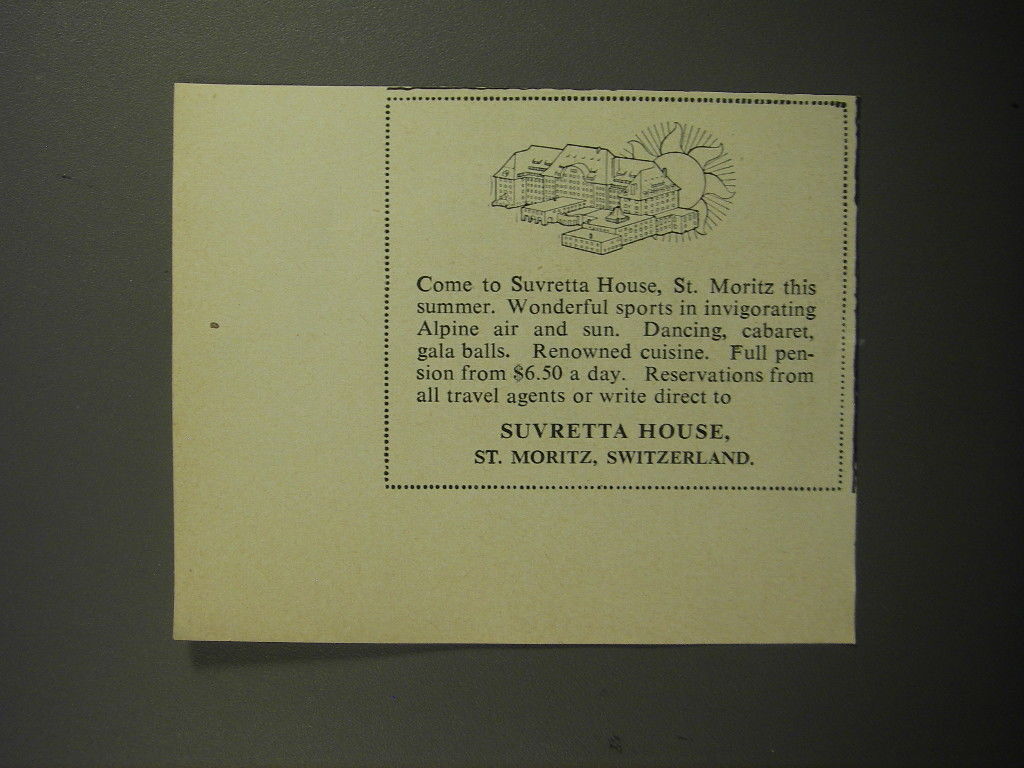 Come to Suvretta House, St. Moritz this
summer. Wonderful sports in invigorating
Alpine air and sun. Dancing, cabaret,
gala balls. Renowned cuisine. Full pen-
sion from $6.50 a day. Reservations from
all travel agents or write direct to
SUVRETTA HOUSE,
ST. MORITZ, SWITZERLAND.